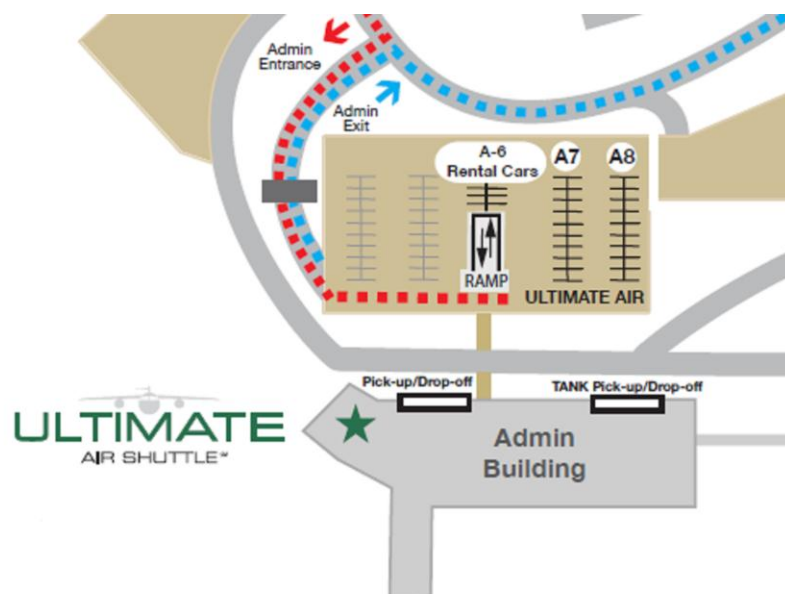 Admin
Entrance
Admin
Exit
A-6
Rental Cars
A7
A8
RAMP
ULTIMATE AIR
Pick-up/Drop-off
TANK Pick-up/Drop-off
ULTIMATE
AIR SHUTTLE℠
Admin
Building